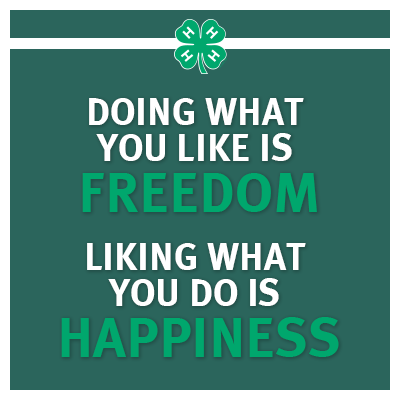 H H
H H
DOING WHAT
YOU LIKE IS
FREEDOM
LIKING WHAT
YOU DO IS
HAPPINESS